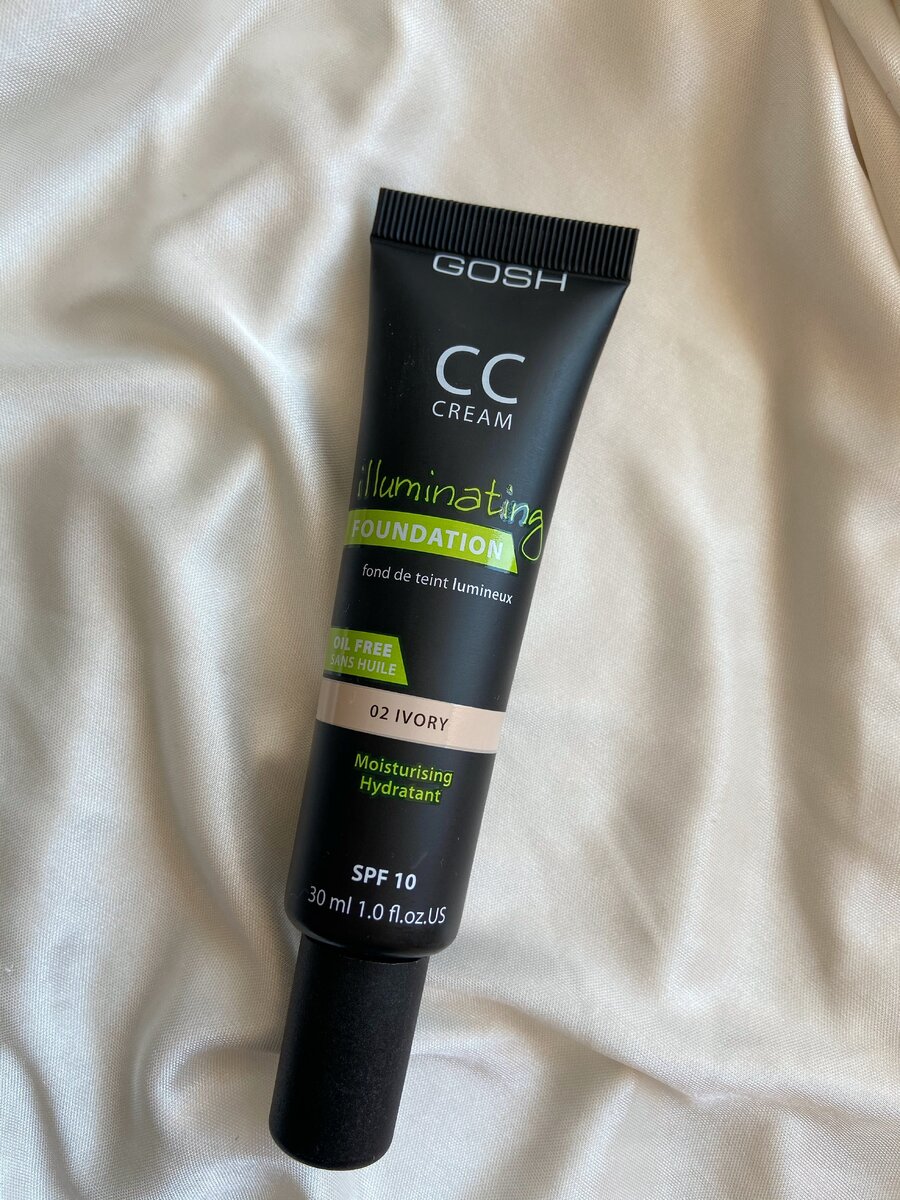 GOSH
CC
CREAM
illuminating
FOUNDATION
fond de teint lumineux
OIL FREE
SANS HUILE
02 IVORY
Moisturising
Hydratant
SPF 10
30 ml 1.0 fl.oz.US